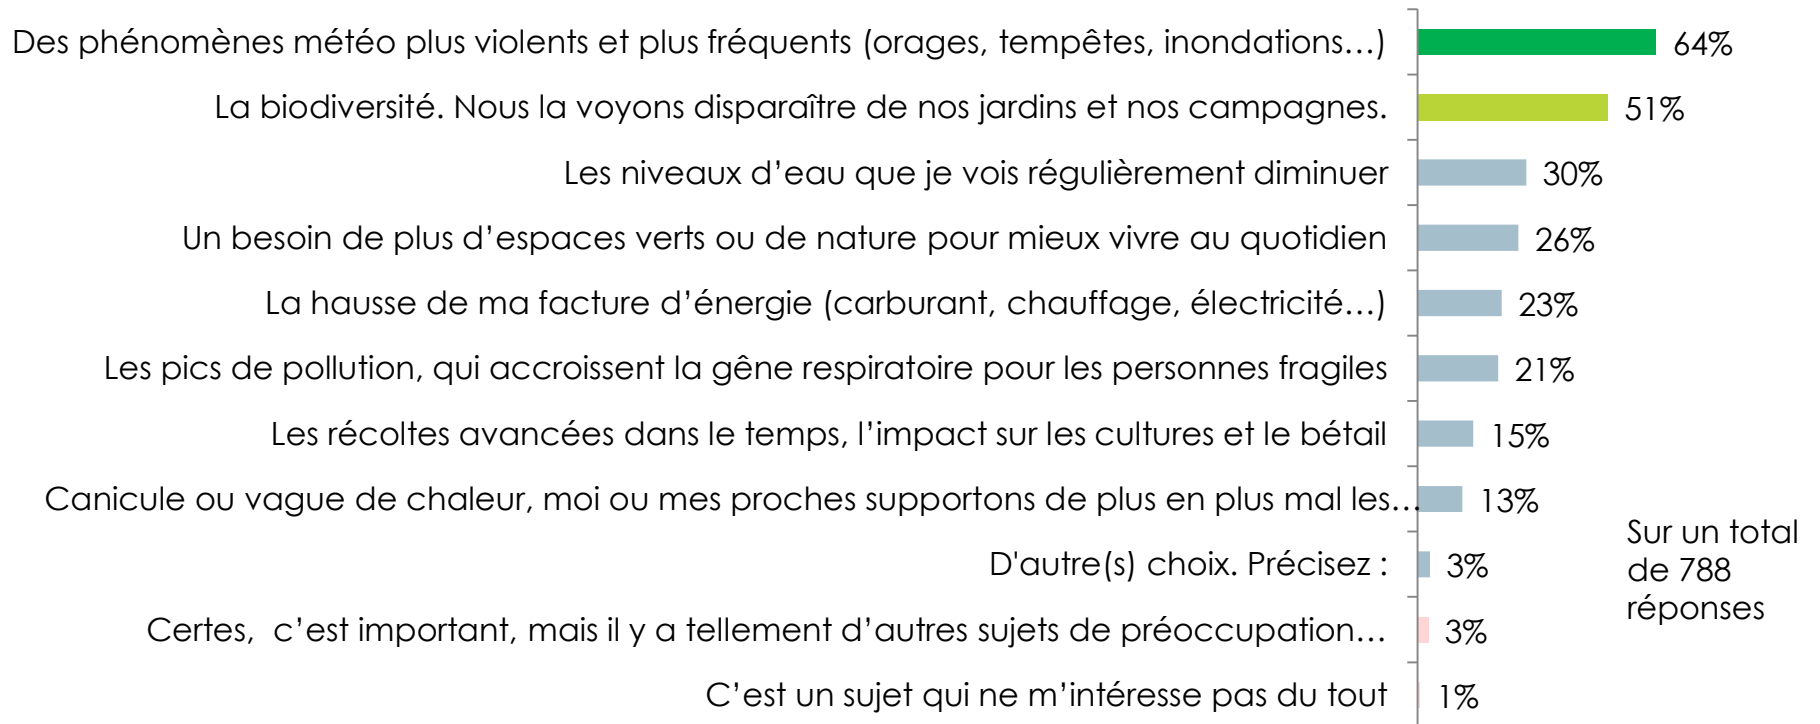 Des phénomènes météo plus violents et plus fréquents (orages, tempêtes, inondations…) 64%
La biodiversité. Nous la voyons disparaître de nos jardins et nos campagnes. 51%
Les niveaux d’eau que je vois régulièrement diminuer 30%
Un besoin de plus d’espaces verts ou de nature pour mieux vivre au quotidien 26%
La hausse de ma facture d’énergie (carburant, chauffage, électricité…) 23%
Les pics de pollution, qui accroissent la gêne respiratoire pour les personnes fragiles 21%
Les récoltes avancées dans le temps, l’impact sur les cultures et le bétail 15%
Canicule ou vague de chaleur, moi ou mes proches supportons de plus en plus mal les… 13%
D'autre(s) choix. Précisez : 3%
Certes,  c’est important, mais il y a tellement d’autres sujets de préoccupation… 3%
C’est un sujet qui ne m’intéresse pas du tout 1%
Sur un total
de 788
réponses